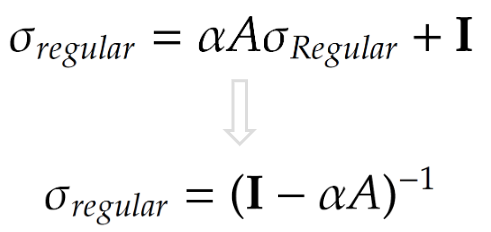 σ_regular = αAσ_Regular + I
σ_regular = (I − αA)⁻¹